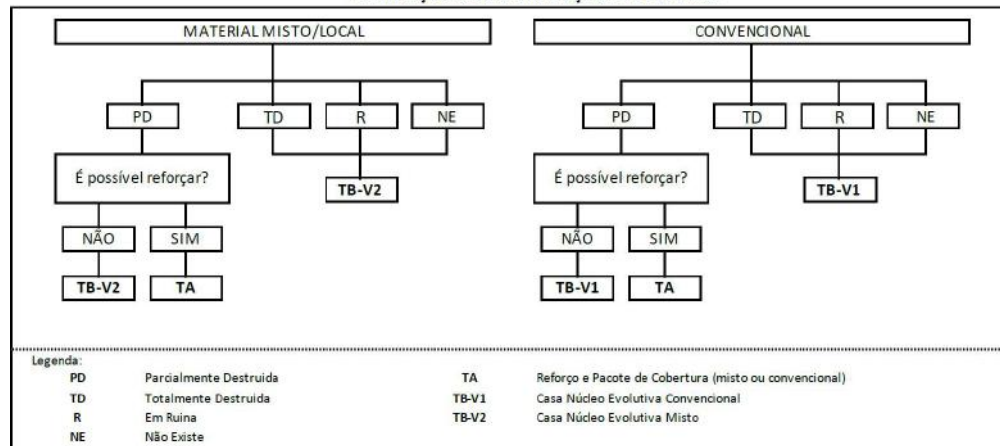 MATERIAL MISTO/LOCAL
PD
TD
R
NE
É possível reforçar?
TB-V2
NÃO
SIM
TB-V2
TA
CONVENCIONAL
PD
TD
R
NE
É possível reforçar?
TB-V1
NÃO
SIM
TB-V1
TA
Legenda:
PD Parcialmente Destruida
TD Totalmente Destruida
R Em Ruina
NE Não Existe
TA Reforço e Pacote de Cobertura (misto ou convencional)
TB-V1 Casa Núcleo Evolutiva Convencional
TB-V2 Casa Núcleo Evolutiva Misto